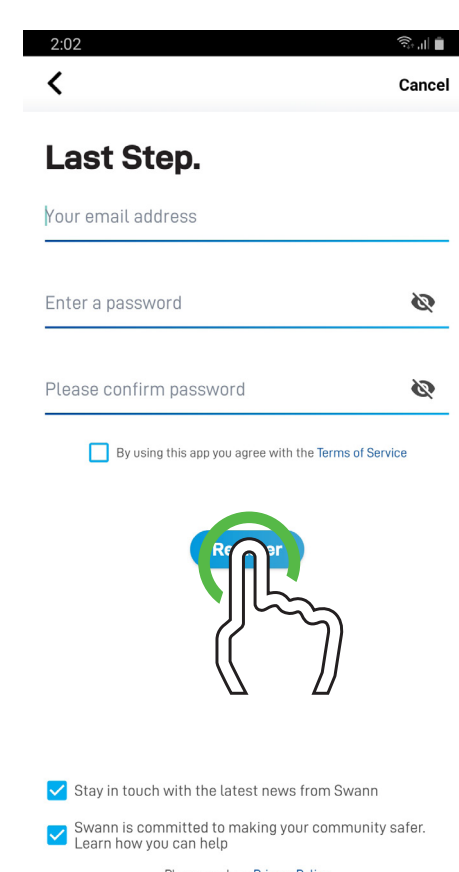 2:02
Cancel
Last Step.
Your email address
Enter a password
Please confirm password
By using this app you agree with the Terms of Service
Stay in touch with the latest news from Swann
Swann is committed to making your community safer.
Learn how you can help